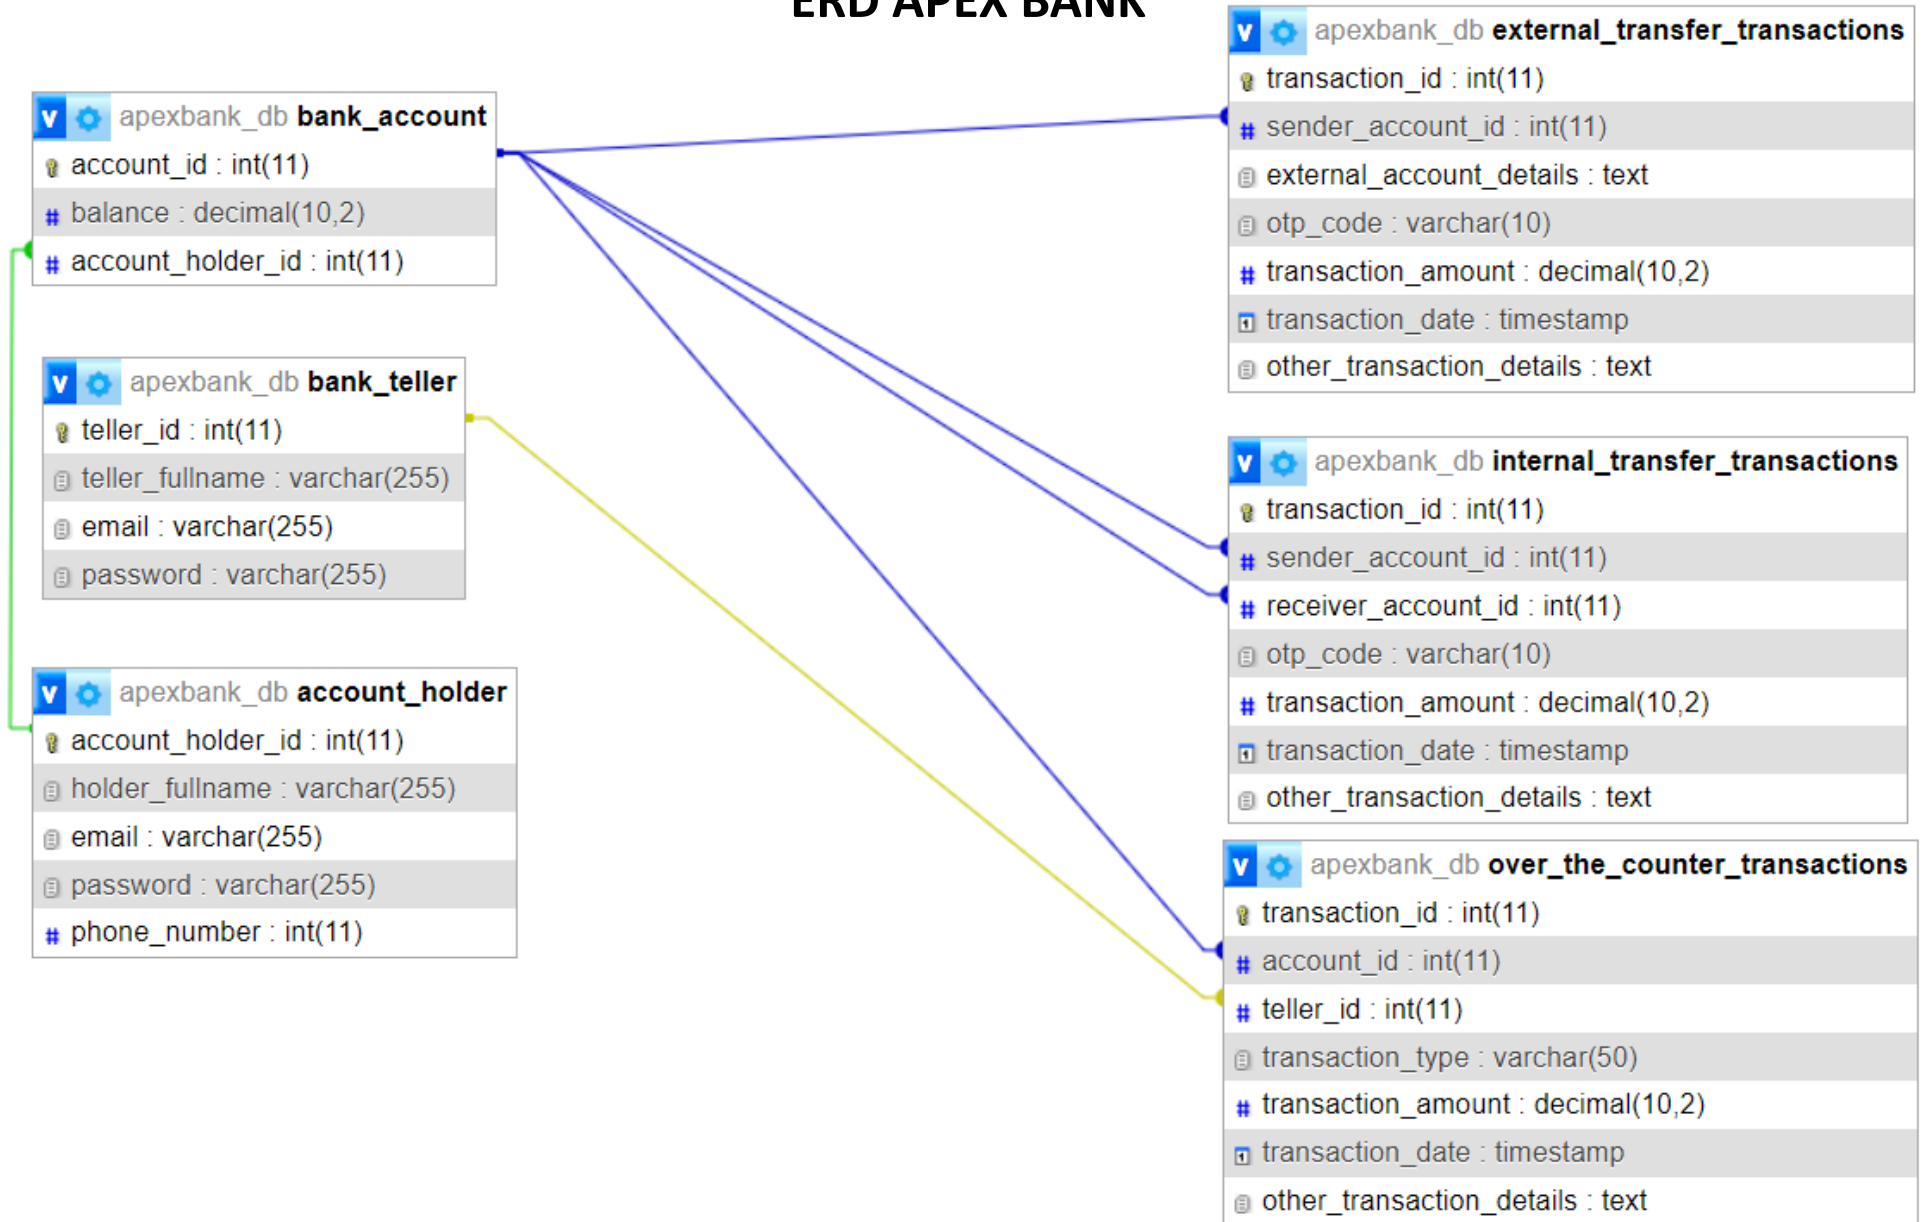 ERD APEX BANK
v apexbank_db bank_account
account_id : int(11)
# balance : decimal(10,2)
# account_holder_id : int(11)
v apexbank_db bank_teller
teller_id : int(11)
teller_fullname : varchar(255)
email : varchar(255)
password : varchar(255)
v apexbank_db account_holder
account_holder_id : int(11)
holder_fullname : varchar(255)
email : varchar(255)
password : varchar(255)
# phone_number : int(11)
v apexbank_db external_transfer_transactions
transaction_id : int(11)
# sender_account_id : int(11)
external_account_details : text
otp_code : varchar(10)
# transaction_amount : decimal(10,2)
transaction_date : timestamp
other_transaction_details : text
v apexbank_db internal_transfer_transactions
transaction_id : int(11)
# sender_account_id : int(11)
# receiver_account_id : int(11)
otp_code : varchar(10)
# transaction_amount : decimal(10,2)
transaction_date : timestamp
other_transaction_details : text
v apexbank_db over_the_counter_transactions
transaction_id : int(11)
# account_id : int(11)
# teller_id : int(11)
transaction_type : varchar(50)
# transaction_amount : decimal(10,2)
transaction_date : timestamp
other_transaction_details : text